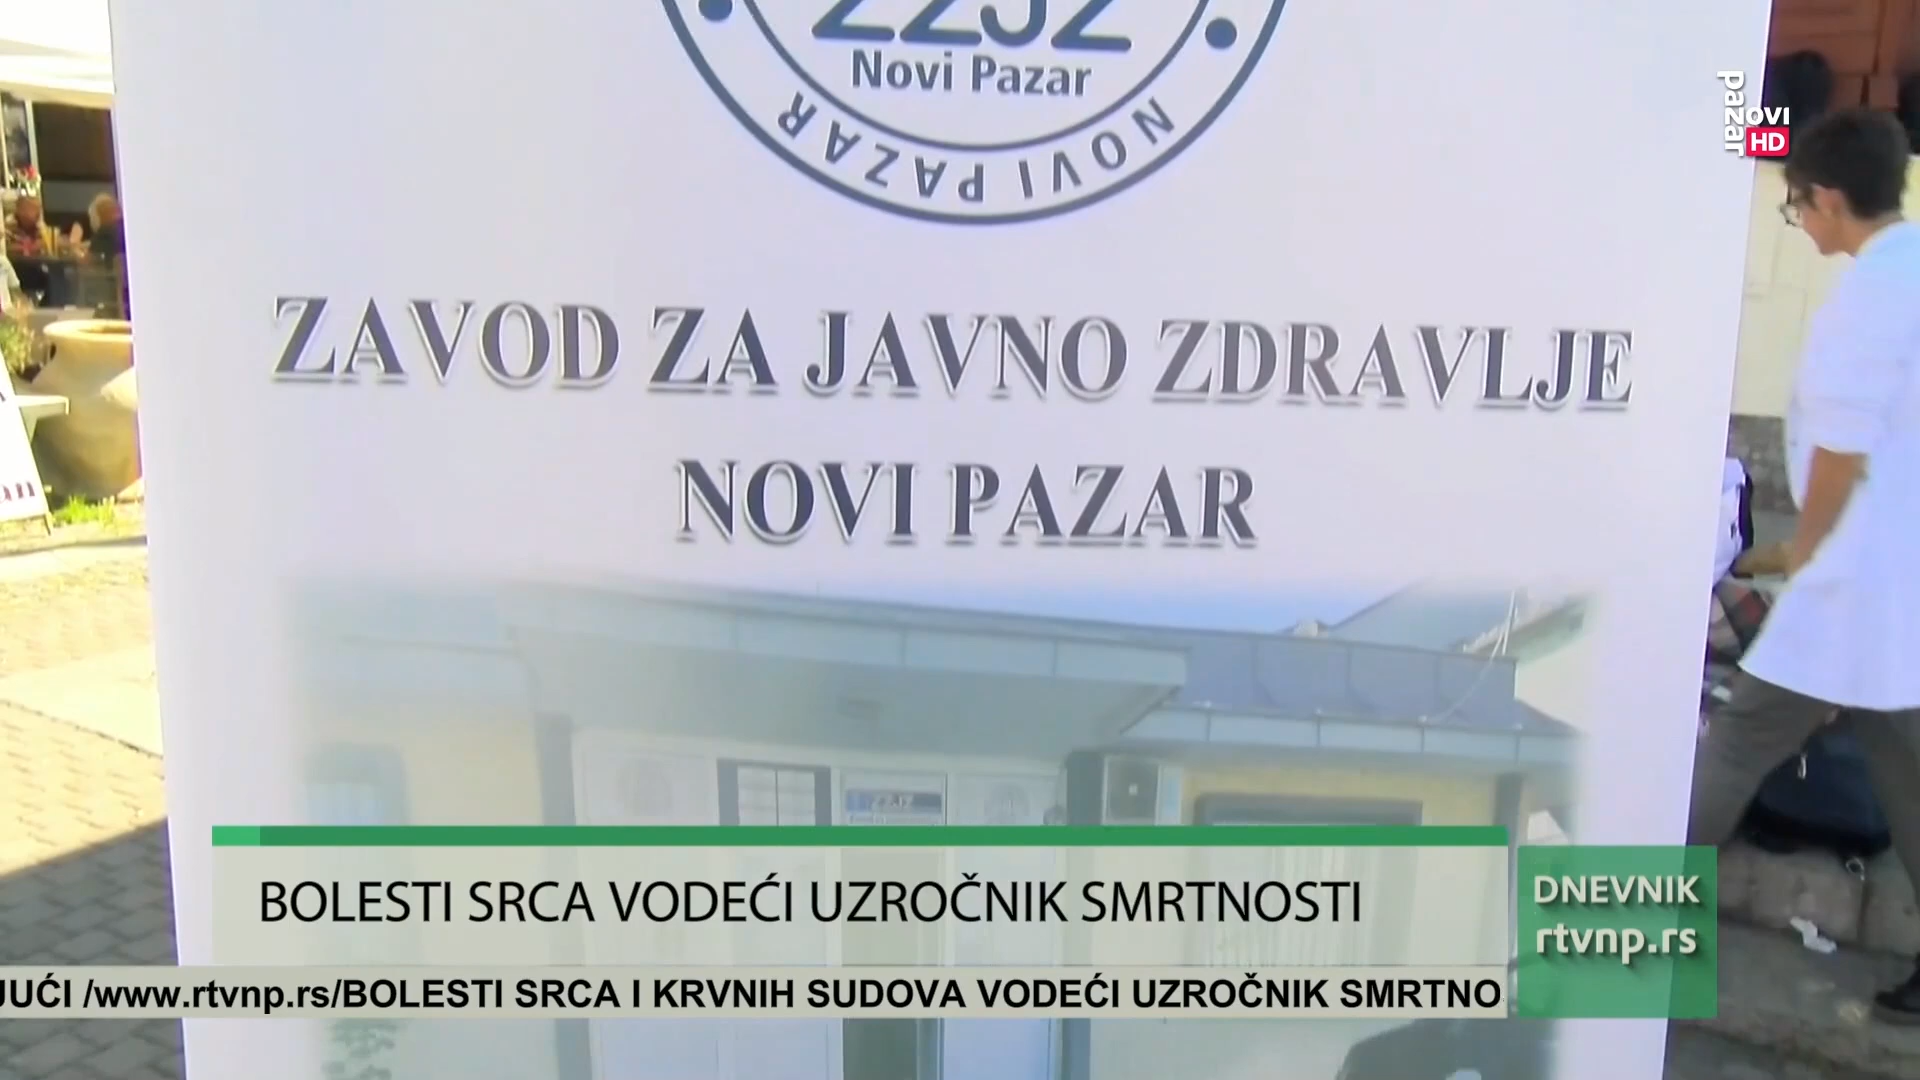 ZZJZ
Novi Pazar
NOVI PAZAR
pazar
NOVI
HD
ZAVOD ZA JAVNO ZDRAVLJE
NOVI PAZAR
ZZJZ
BOLESTI SRCA VODEĆI UZROČNIK SMRTNOSTI
DNEVNIK
rtvnp.rs
JUĆI /www.rtvnp.rs/BOLESTI SRCA I KRVNIH SUDOVA VODEĆI UZROČNIK SMRTNO